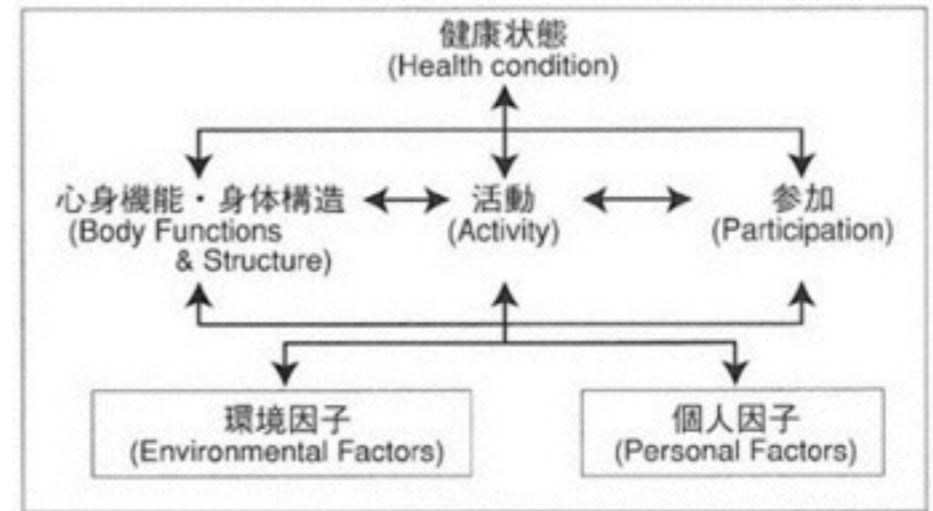 健康状態
(Health condition)
心身機能・身体構造
(Body Functions
& Structure)
活動
(Activity)
参加
(Participation)
環境因子
(Environmental Factors)
個人因子
(Personal Factors)